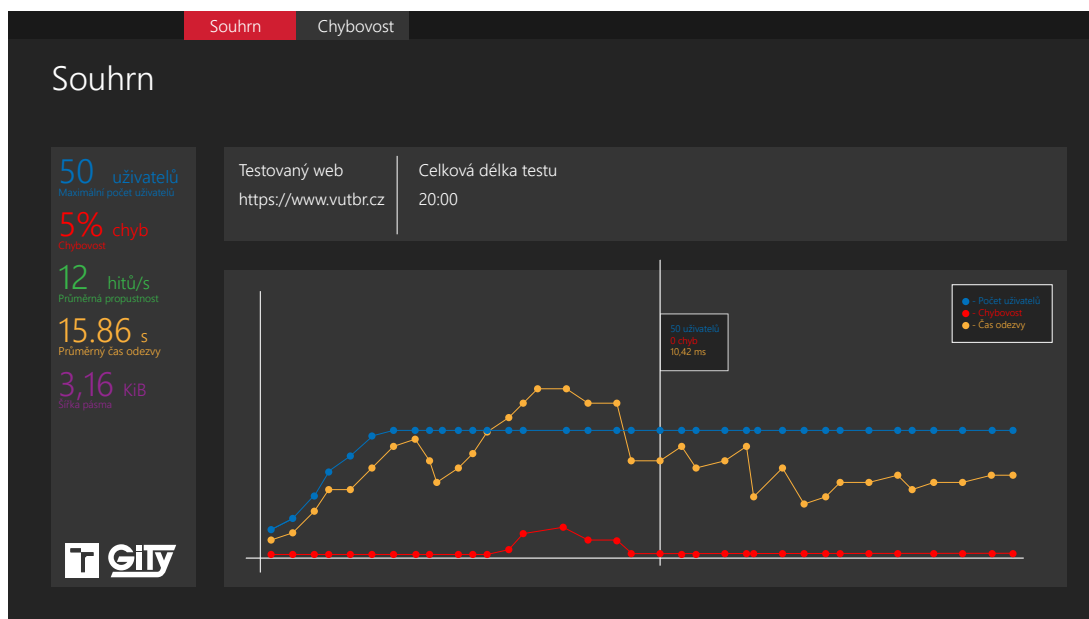 Souhrn Chybovost
Souhrn
50 uživatelů
Maximální počet uživatelů
5% chyb
Chybovost
12 hitů/s
Průměrná propustnost
15.86 s
Průměrný čas odezvy
3,16 KiB
Šířka pásma
Testovaný web
https://www.vutbr.cz
Celková délka testu
20:00
- Počet uživatelů
- Chybovost
- Čas odezvy
50 uživatelů
0 chyb
10,42 ms
T GiTy